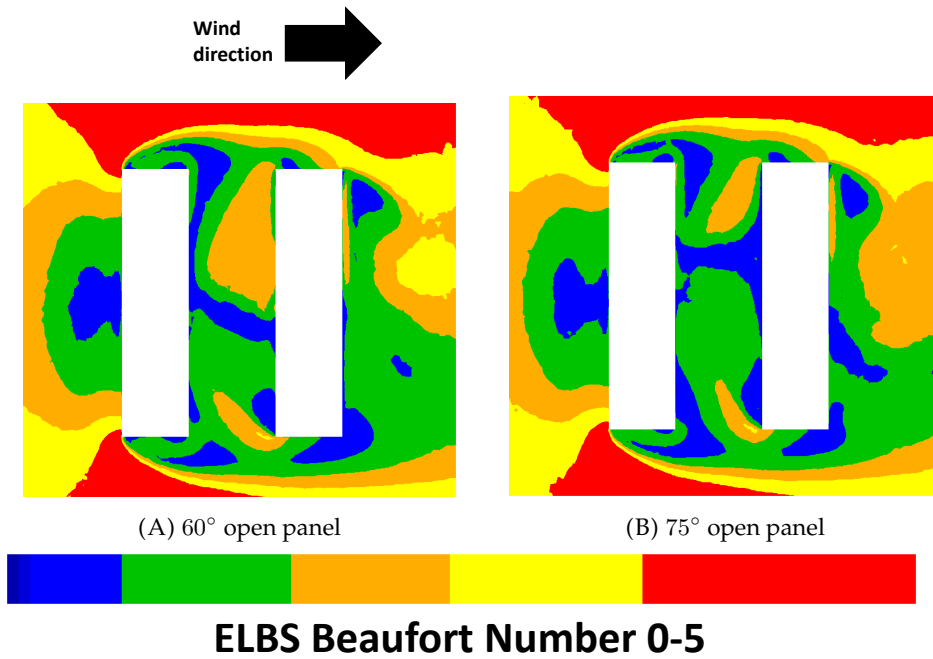 Wind
direction
(A) 60° open panel
(B) 75° open panel
ELBS Beaufort Number 0-5